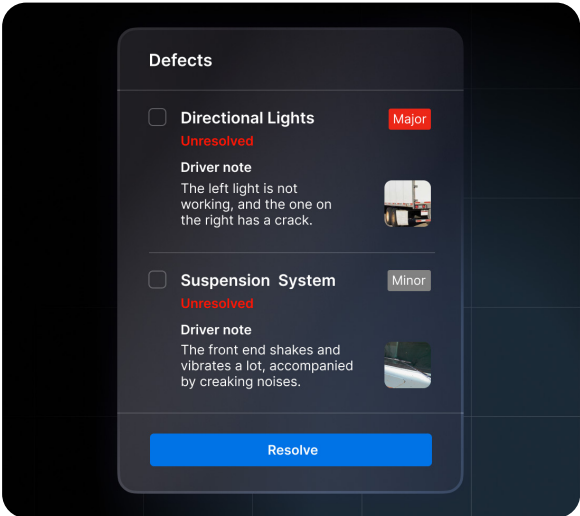 Defects
Directional Lights
Major
Unresolved
Driver note
The left light is not
working, and the one on
the right has a crack.
Suspension System
Minor
Unresolved
Driver note
The front end shakes and
vibrates a lot, accompanied
by creaking noises.
Resolve